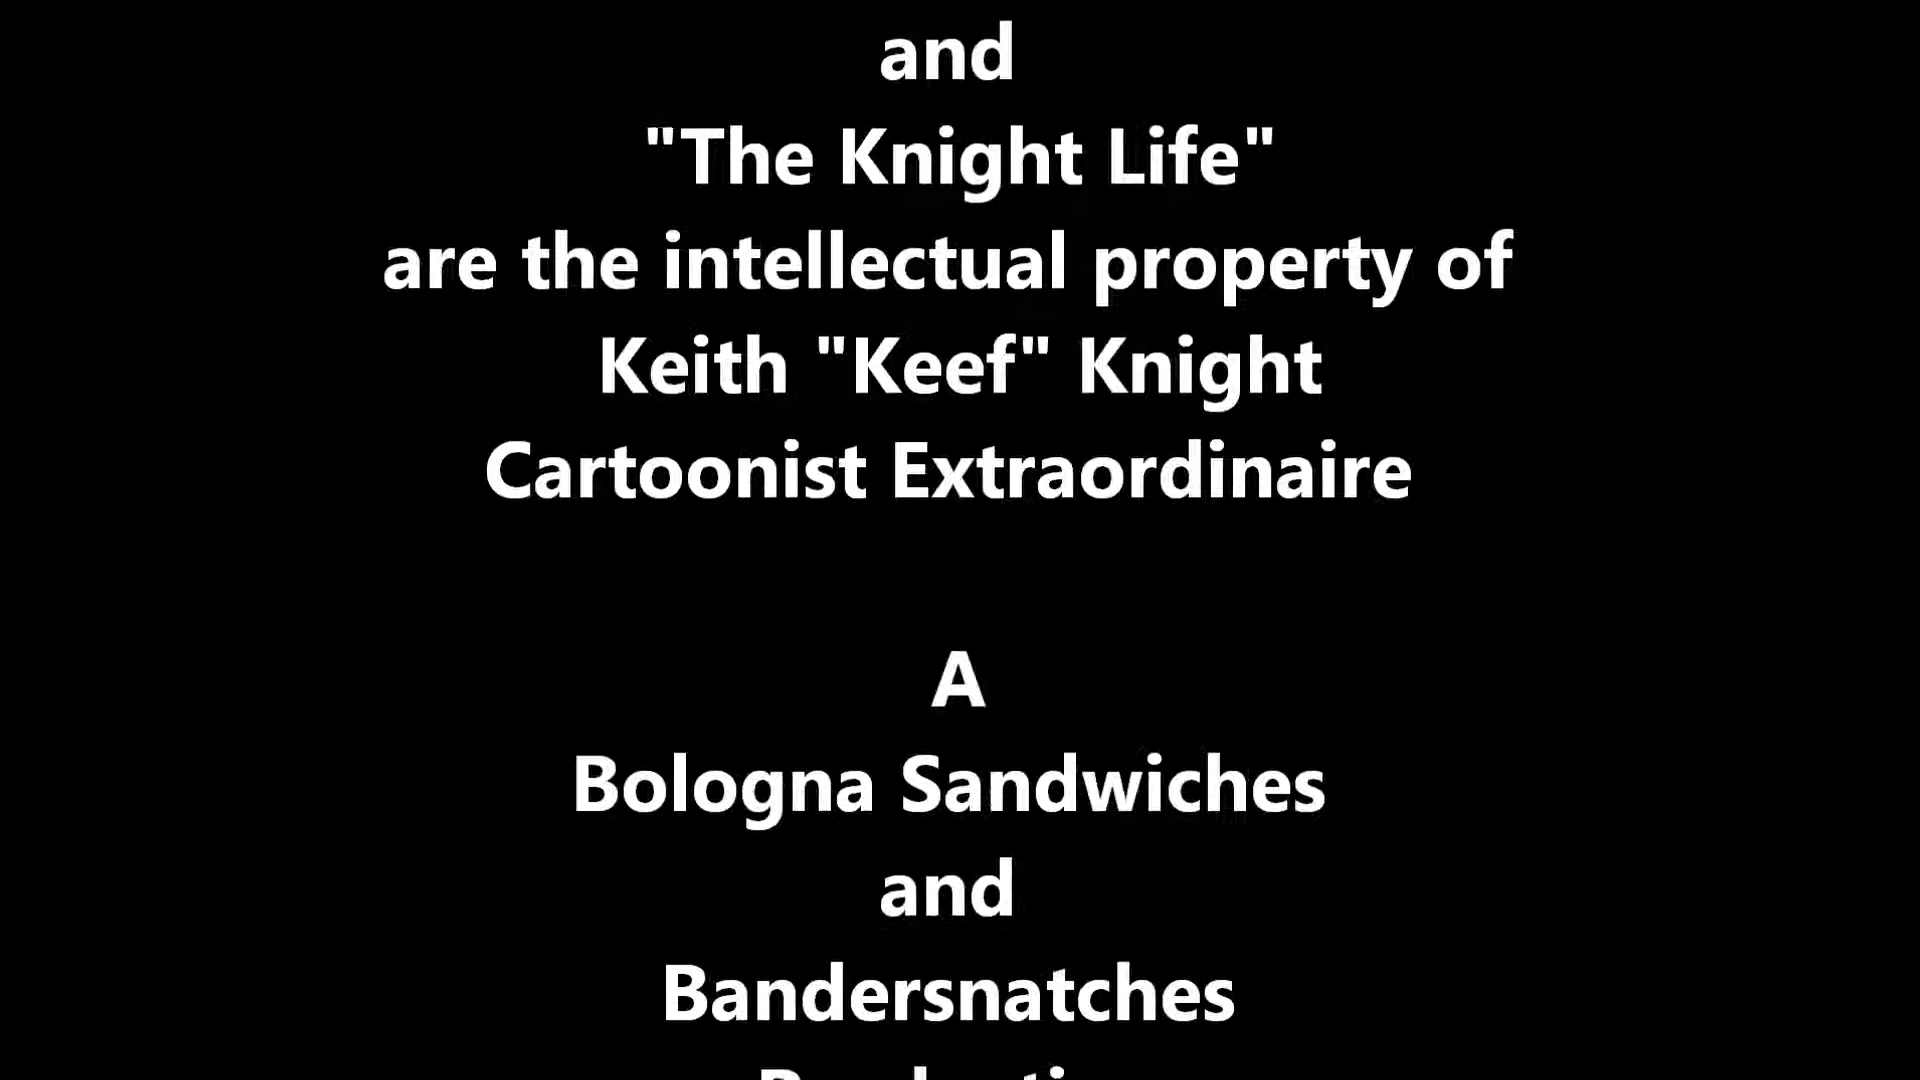 and
"The Knight Life"
are the intellectual property of
Keith "Keef" Knight
Cartoonist Extraordinaire
A
Bologna Sandwiches
and
Bandersnatches